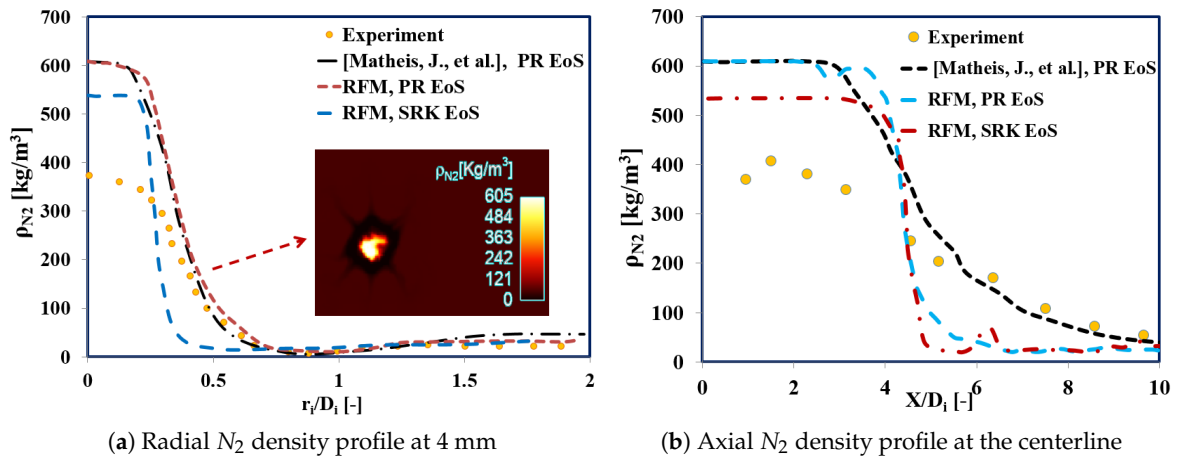 700
600
500
400
300
200
100
0
ρN2 [kg/m³]
Experiment
[Matheis, J., et al.], PR EoS
RFM, PR EoS
RFM, SRK EoS
ρN2[Kg/m³]
605
484
363
242
121
0
0 0.5 1 1.5 2
ri/Di [-]
(a) Radial N2 density profile at 4 mm
700
600
500
400
300
200
100
0
ρN2 [kg/m³]
Experiment
[Matheis, J., et al.], PR EoS
RFM, PR EoS
RFM, SRK EoS
0 2 4 6 8 10
X/Di [-]
(b) Axial N2 density profile at the centerline